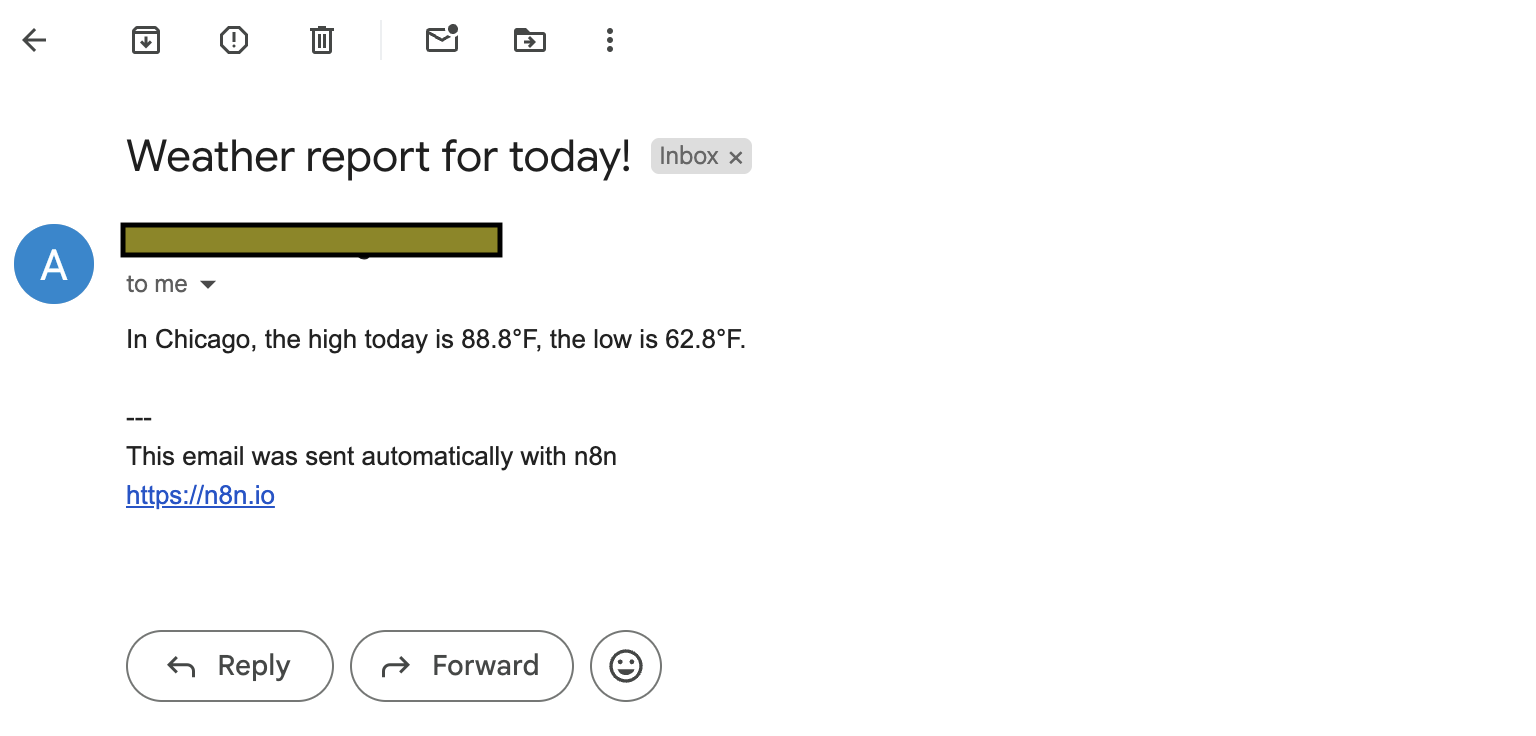 Weather report for today! Inbox ×
A
to me
In Chicago, the high today is 88.8°F, the low is 62.8°F.
---
This email was sent automatically with n8n
https://n8n.io
Reply Forward